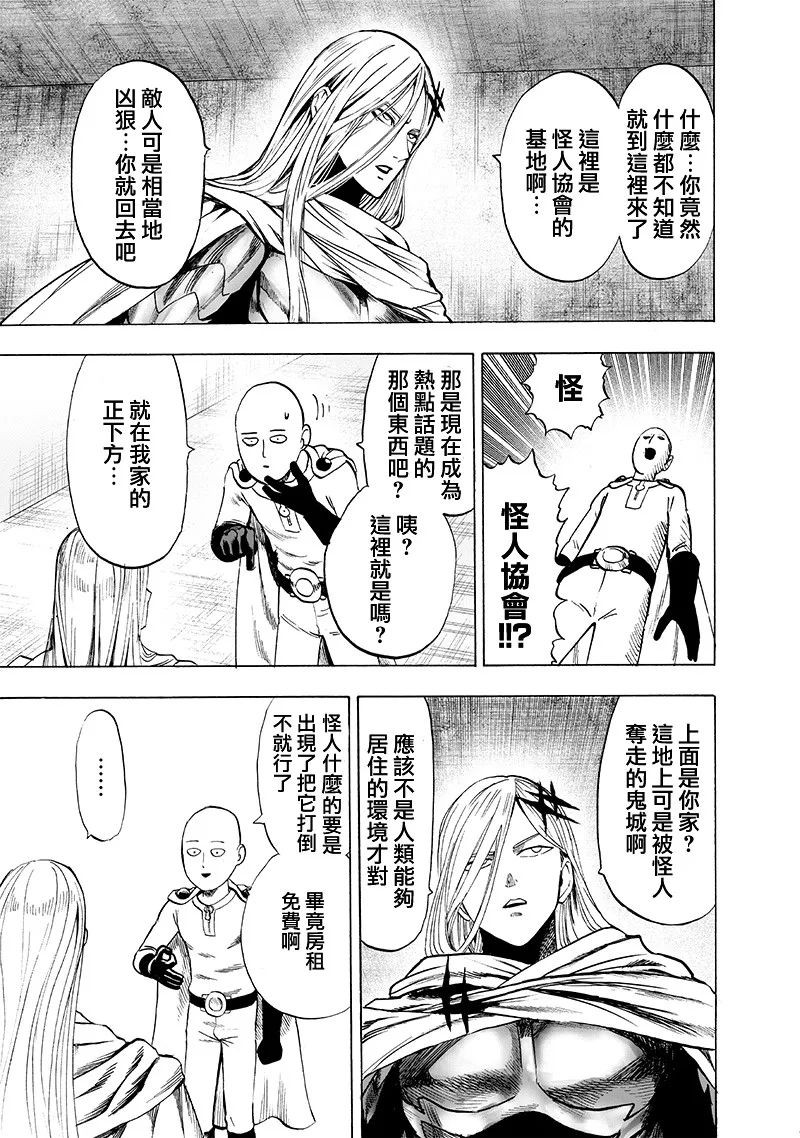 什麼…你竟然
什麼都不知道
就到這裡來了
這裡是
怪人協會的
基地啊…
敵人可是相當地
凶狠…你就回去吧
怪
怪人協會!!?
那是現在成為
熱點話題的
那個東西吧?
咦?
這裡就是嗎?
就在我家的
正下方…
上面是你家?
這地上可是被怪人
奪走的鬼城啊
應該不是人類能夠
居住的環境才對
怪人什麼的要是
出現了把它打倒
不就行了
畢竟房租
免費啊
……